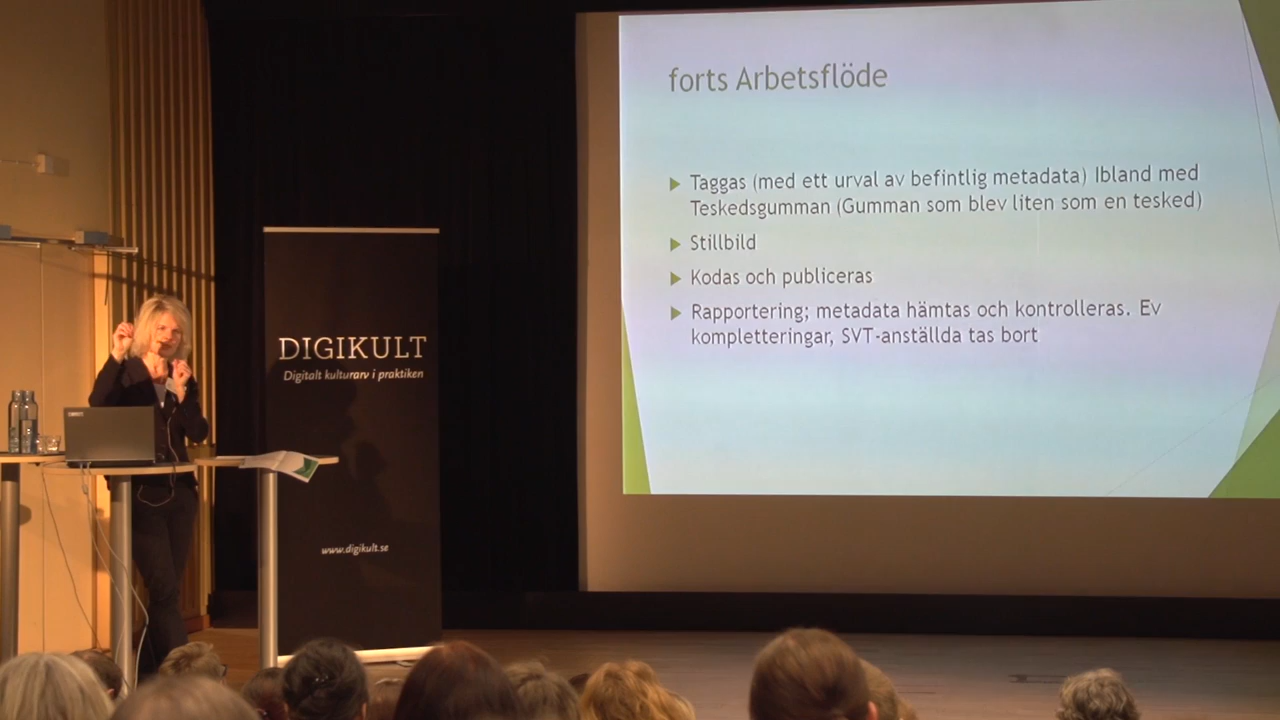 forts Arbetsflöde
Taggas (med ett urval av befintlig metadata) Ibland med
Teskedsgumman (Gumman som blev liten som en tesked)
Stillbild
Kodas och publiceras
Rapportering; metadata hämtas och kontrolleras. Ev
kompletteringar, SVT-anställda tas bort
DIGIKULT
Digitalt kulturarv i praktiken
www.digikult.se